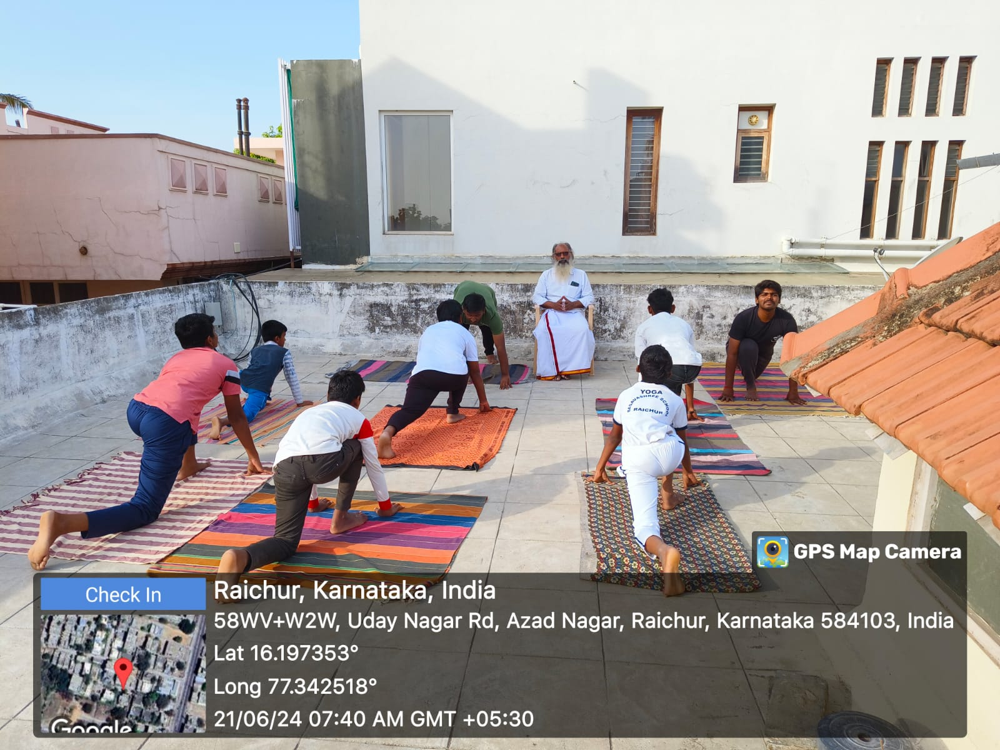 YOGA
BASAVASHREE SCHOOL
RAICHUR
GPS Map Camera
Check In
Raichur, Karnataka, India
58WV+W2W, Uday Nagar Rd, Azad Nagar, Raichur, Karnataka 584103, India
Lat 16.197353°
Long 77.342518°
21/06/24 07:40 AM GMT +05:30
Google